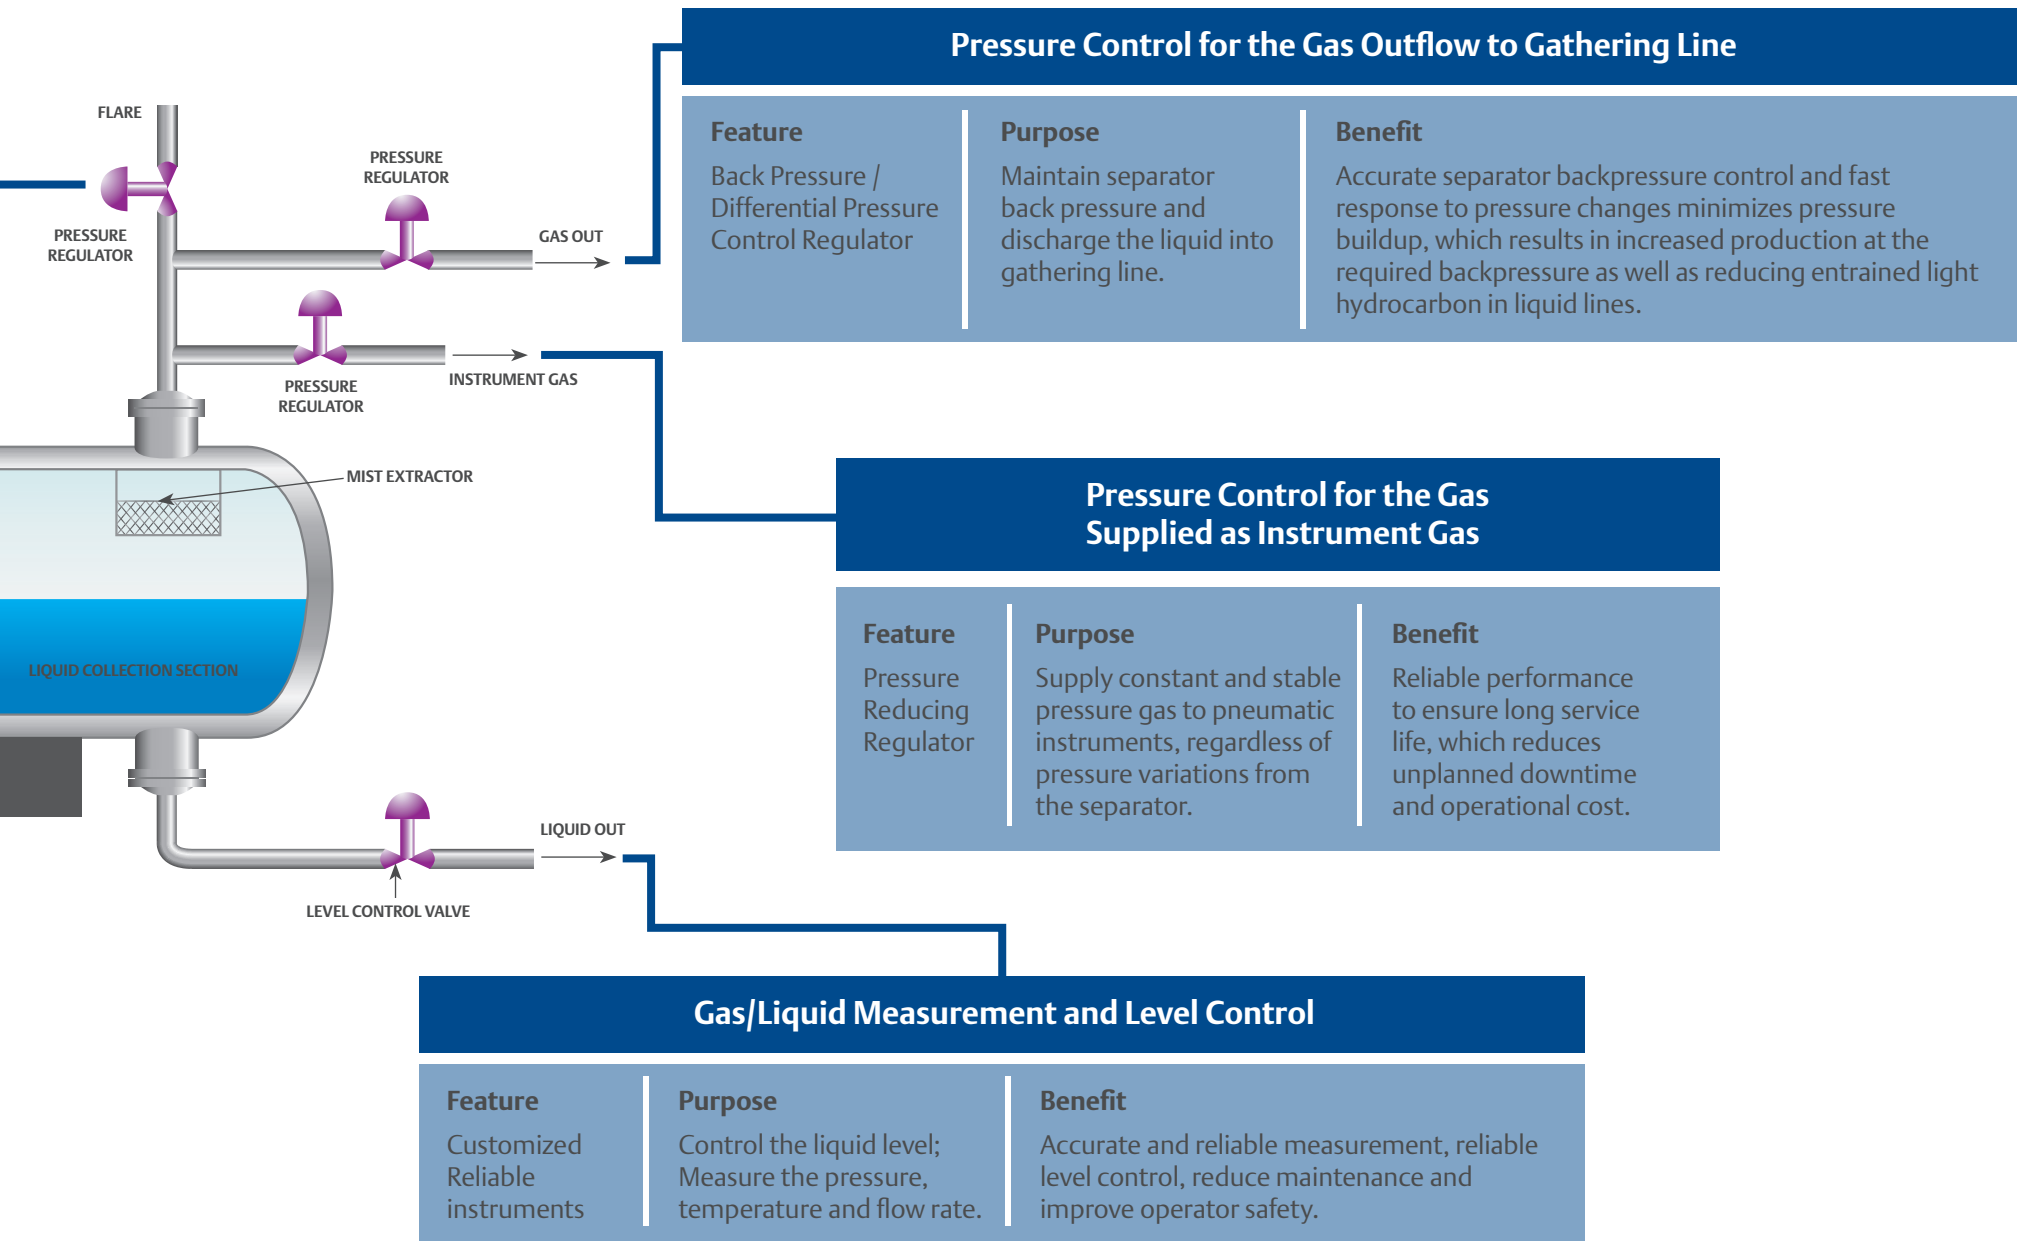 Pressure Control for the Gas Outflow to Gathering Line
Feature
Back Pressure /
Differential Pressure
Control Regulator
Purpose
Maintain separator
back pressure and
discharge the liquid into
gathering line.
Benefit
Accurate separator backpressure control and fast
response to pressure changes minimizes pressure
buildup, which results in increased production at the
required backpressure as well as reducing entrained light
hydrocarbon in liquid lines.
FLARE
PRESSURE
REGULATOR
PRESSURE
REGULATOR
GAS OUT
PRESSURE
REGULATOR
INSTRUMENT GAS
MIST EXTRACTOR
LIQUID COLLECTION SECTION
Pressure Control for the Gas
Supplied as Instrument Gas
Feature
Pressure
Reducing
Regulator
Purpose
Supply constant and stable
pressure gas to pneumatic
instruments, regardless of
pressure variations from
the separator.
Benefit
Reliable performance
to ensure long service
life, which reduces
unplanned downtime
and operational cost.
LIQUID OUT
LEVEL CONTROL VALVE
Gas/Liquid Measurement and Level Control
Feature
Customized
Reliable
instruments
Purpose
Control the liquid level;
Measure the pressure,
temperature and flow rate.
Benefit
Accurate and reliable measurement, reliable
level control, reduce maintenance and
improve operator safety.